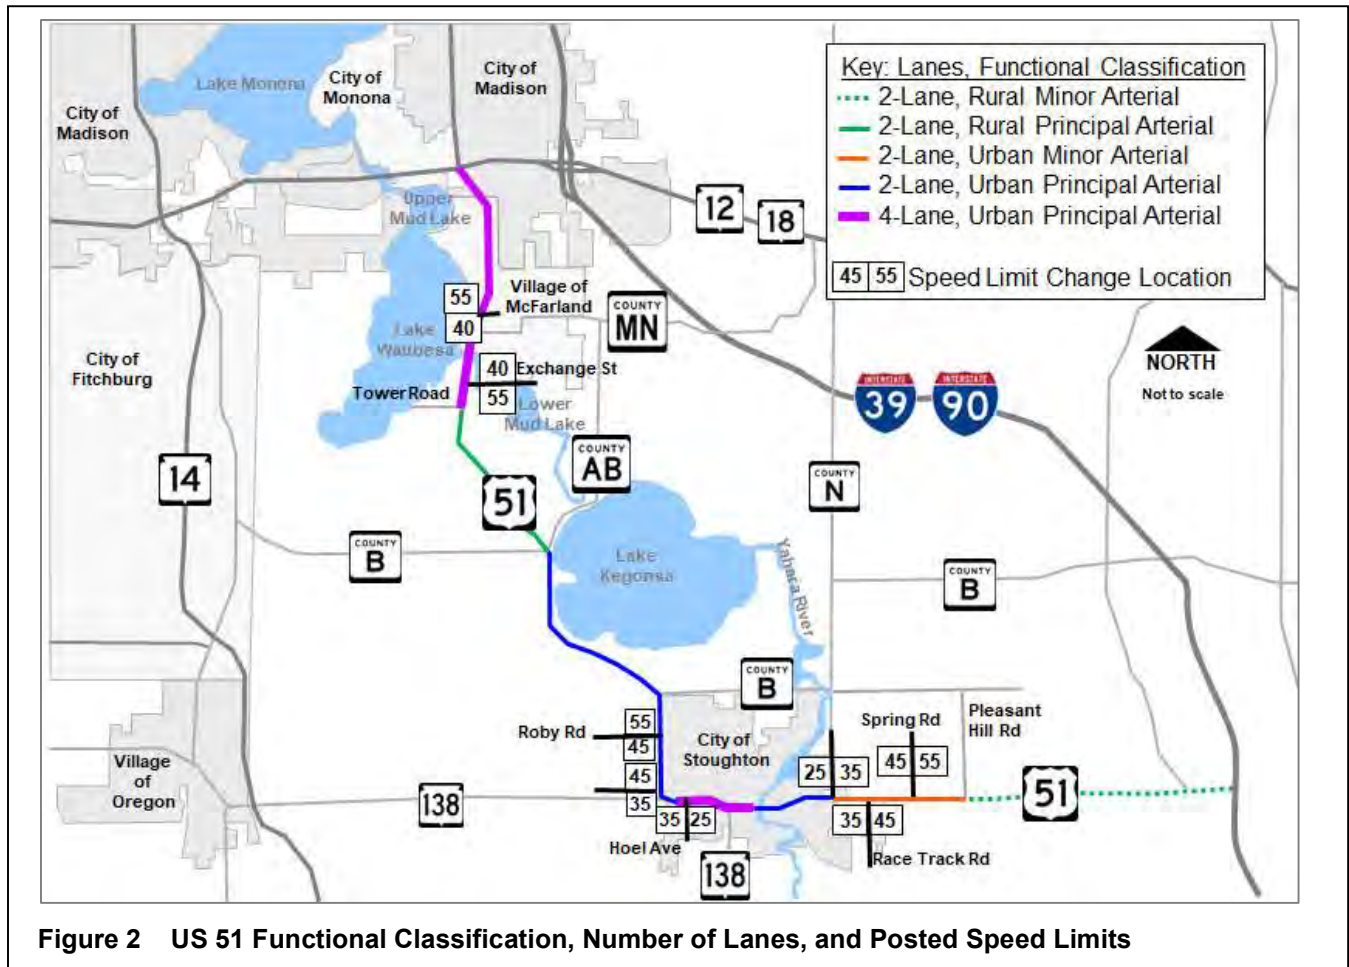 Lake Monona
City of
Monona
City of
Madison
City of
Madison
Key: Lanes, Functional Classification
2-Lane, Rural Minor Arterial
2-Lane, Rural Principal Arterial
2-Lane, Urban Minor Arterial
2-Lane, Urban Principal Arterial
4-Lane, Urban Principal Arterial
45 55 Speed Limit Change Location
Upper
Mud Lake
12
18
55
40
Village of
McFarland
COUNTY
MN
Lake
Waubesa
City of
Fitchburg
40
55
Exchange St
Tower Road
Lower
Mud Lake
NORTH
Not to scale
INTERSTATE
39
INTERSTATE
90
14
COUNTY
AB
51
COUNTY
N
COUNTY
B
Lake
Kegonsa
Yahara River
COUNTY
B
COUNTY
B
Roby Rd
55
45
City of
Stoughton
Spring Rd
45 55
Pleasant
Hill Rd
Village
of
Oregon
138
45
35
25 35
51
35 25
Hoel Ave
138
35 45
Race Track Rd
Figure 2 US 51 Functional Classification, Number of Lanes, and Posted Speed Limits